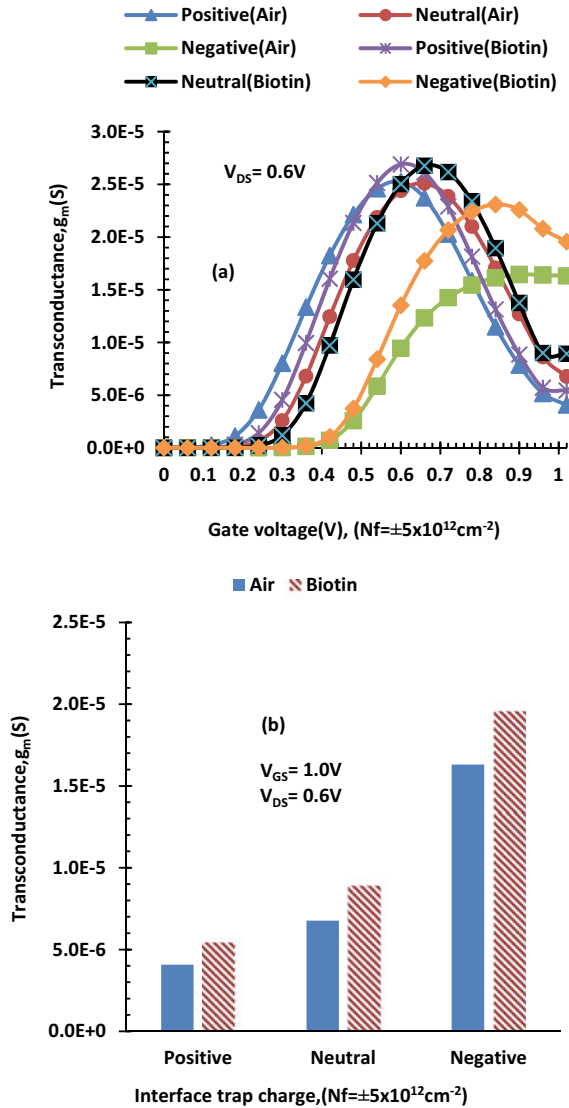 Positive(Air) Neutral(Air)
Negative(Air) Positive(Biotin)
Neutral(Biotin) Negative(Biotin)
3.0E-5
2.5E-5
2.0E-5
1.5E-5
1.0E-5
5.0E-6
0.0E+0
Transconductance,gₘ(S)
V_DS= 0.6V
(a)
0 0.1 0.2 0.3 0.4 0.5 0.6 0.7 0.8 0.9 1
Gate voltage(V), (Nf=±5x10¹²cm⁻²)
Air Biotin
2.5E-5
2.0E-5
1.5E-5
1.0E-5
5.0E-6
0.0E+0
Transconductance,gₘ(S)
(b)
V_GS= 1.0V
V_DS= 0.6V
Positive Neutral Negative
Interface trap charge,(Nf=±5x10¹²cm⁻²)